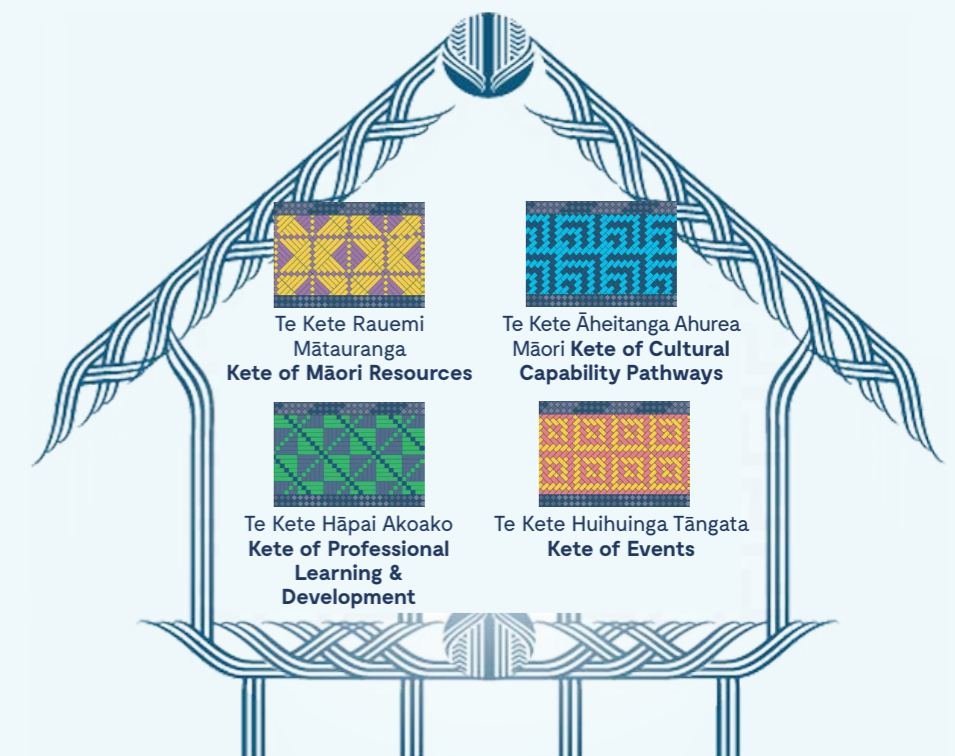 Te Kete Rauemi
Mātauranga
Kete of Māori Resources
Te Kete Āheitanga Ahurea
Māori Kete of Cultural
Capability Pathways
Te Kete Hāpai Akoako
Kete of Professional
Learning &
Development
Te Kete Huihuinga Tāngata
Kete of Events